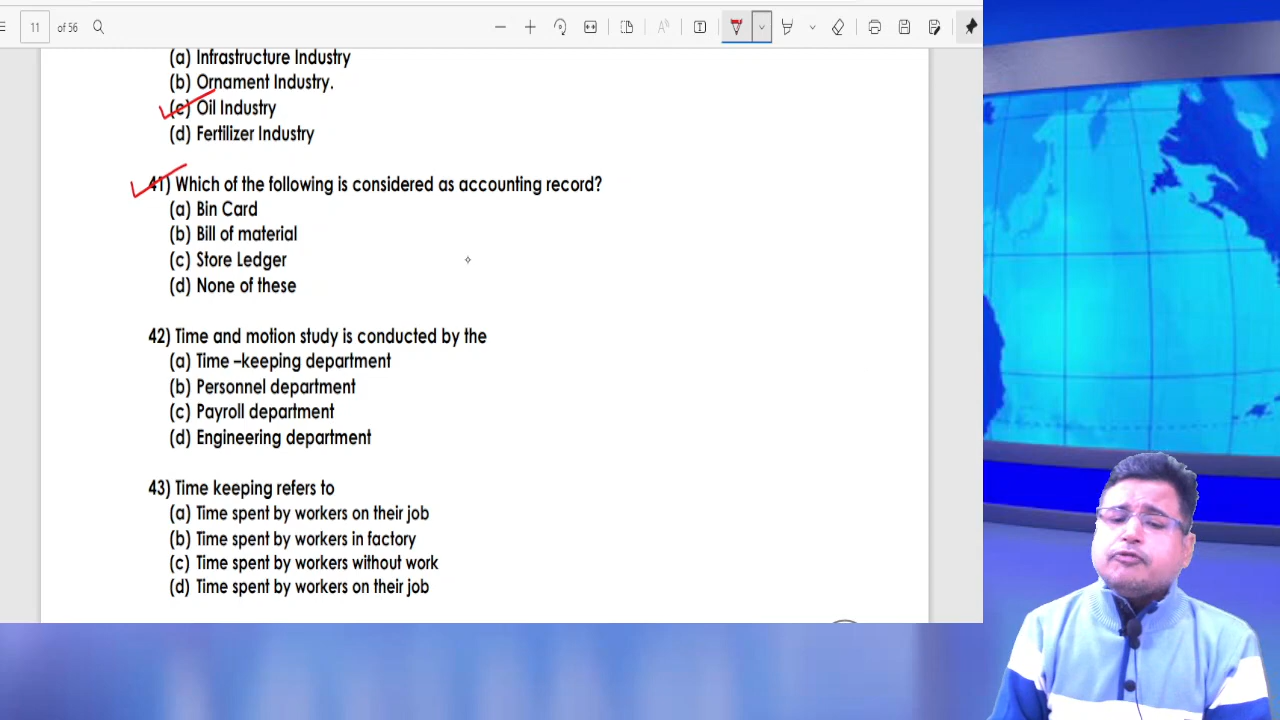 11 of 56
(a) Infrastructure Industry
(b) Ornament Industry.
(c) Oil Industry
(d) Fertilizer Industry
41) Which of the following is considered as accounting record?
(a) Bin Card
(b) Bill of material
(c) Store Ledger
(d) None of these
42) Time and motion study is conducted by the
(a) Time –keeping department
(b) Personnel department
(c) Payroll department
(d) Engineering department
43) Time keeping refers to
(a) Time spent by workers on their job
(b) Time spent by workers in factory
(c) Time spent by workers without work
(d) Time spent by workers on their job